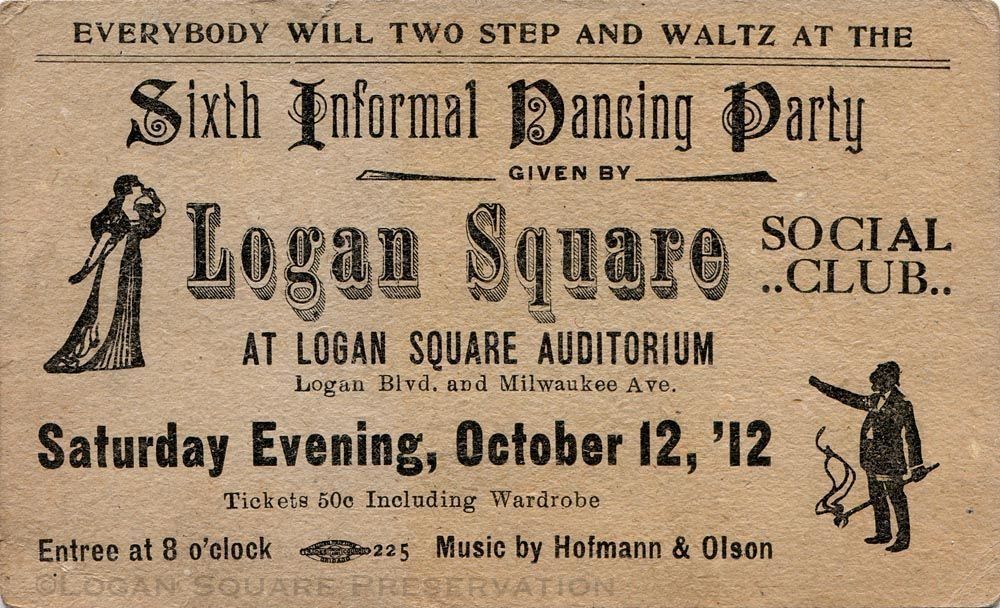 EVERYBODY WILL TWO STEP AND WALTZ AT THE
Sixth Informal Dancing Party
GIVEN BY
Logan Square SOCIAL ..CLUB..
AT LOGAN SQUARE AUDITORIUM
Logan Blvd. and Milwaukee Ave.
Saturday Evening, October 12, '12
Tickets 50c Including Wardrobe
Entree at 8 o'clock 225 Music by Hofmann & Olson
©LOGAN SQUARE PRESERVATION